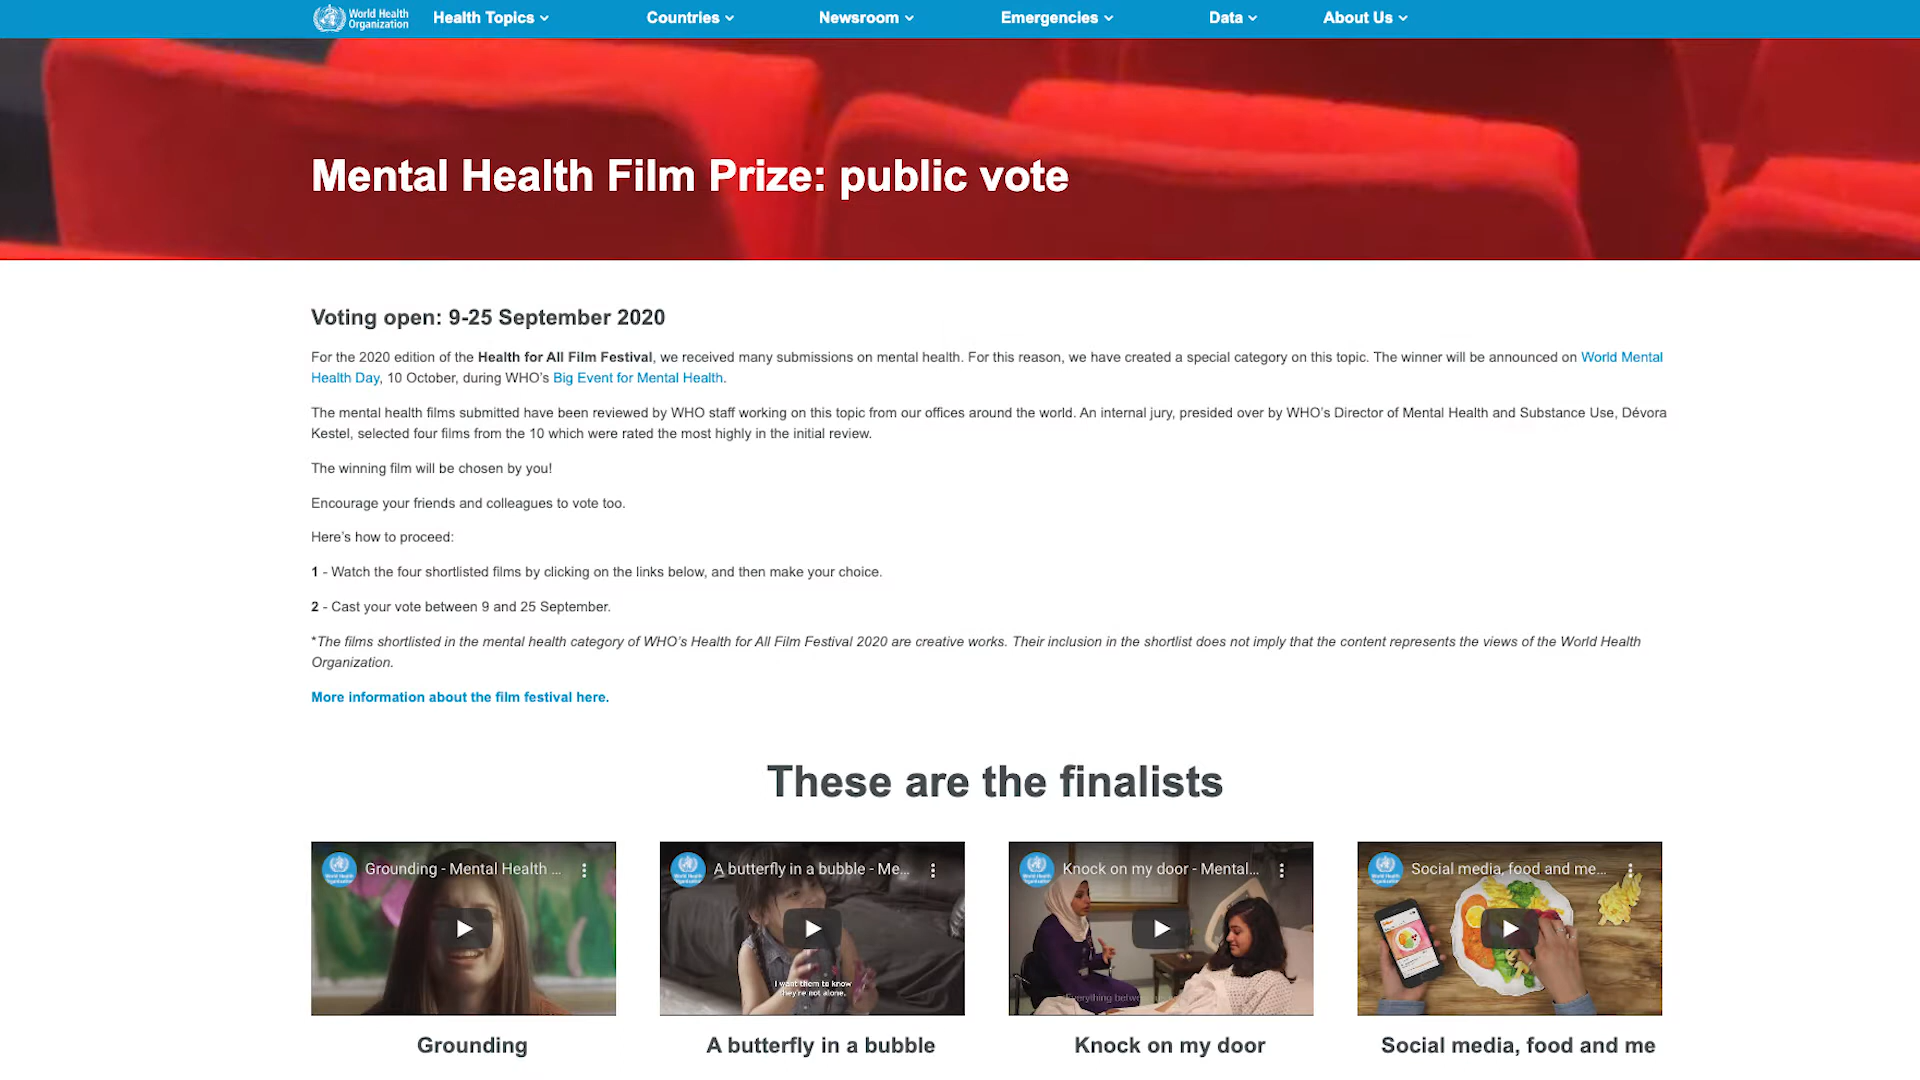 World Health
Organization
Health Topics
Countries
Newsroom
Emergencies
Data
About Us
Mental Health Film Prize: public vote
Voting open: 9-25 September 2020
For the 2020 edition of the Health for All Film Festival, we received many submissions on mental health. For this reason, we have created a special category on this topic. The winner will be announced on World Mental
Health Day, 10 October, during WHO’s Big Event for Mental Health.
The mental health films submitted have been reviewed by WHO staff working on this topic from our offices around the world. An internal jury, presided over by WHO’s Director of Mental Health and Substance Use, Dévora
Kestel, selected four films from the 10 which were rated the most highly in the initial review.
The winning film will be chosen by you!
Encourage your friends and colleagues to vote too.
Here’s how to proceed:
1 - Watch the four shortlisted films by clicking on the links below, and then make your choice.
2 - Cast your vote between 9 and 25 September.
*The films shortlisted in the mental health category of WHO’s Health for All Film Festival 2020 are creative works. Their inclusion in the shortlist does not imply that the content represents the views of the World Health
Organization.
More information about the film festival here.
These are the finalists
Grounding - Mental Health ...
A butterfly in a bubble - Me...
Knock on my door - Mental...
Social media, food and me...
I want them to know
they're not alone.
Everything betwe
Grounding
A butterfly in a bubble
Knock on my door
Social media, food and me